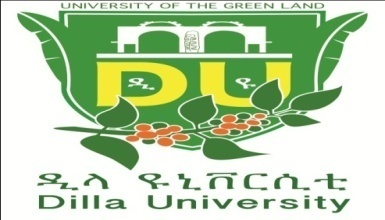 UNIVERSITY OF THE GREEN LAND
DU
ዲ ዩ
ዲላ ዩኒቨርሲቲ
Dilla University